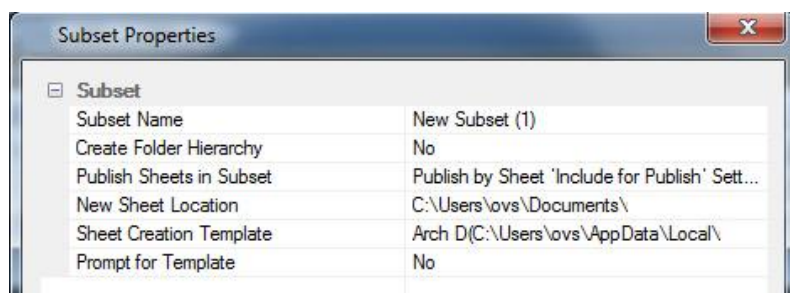 Subset Properties
Subset
Subset Name New Subset (1)
Create Folder Hierarchy No
Publish Sheets in Subset Publish by Sheet 'Include for Publish' Sett...
New Sheet Location C:\Users\ovs\Documents\
Sheet Creation Template Arch D(C:\Users\ovs\AppData\Local\
Prompt for Template No